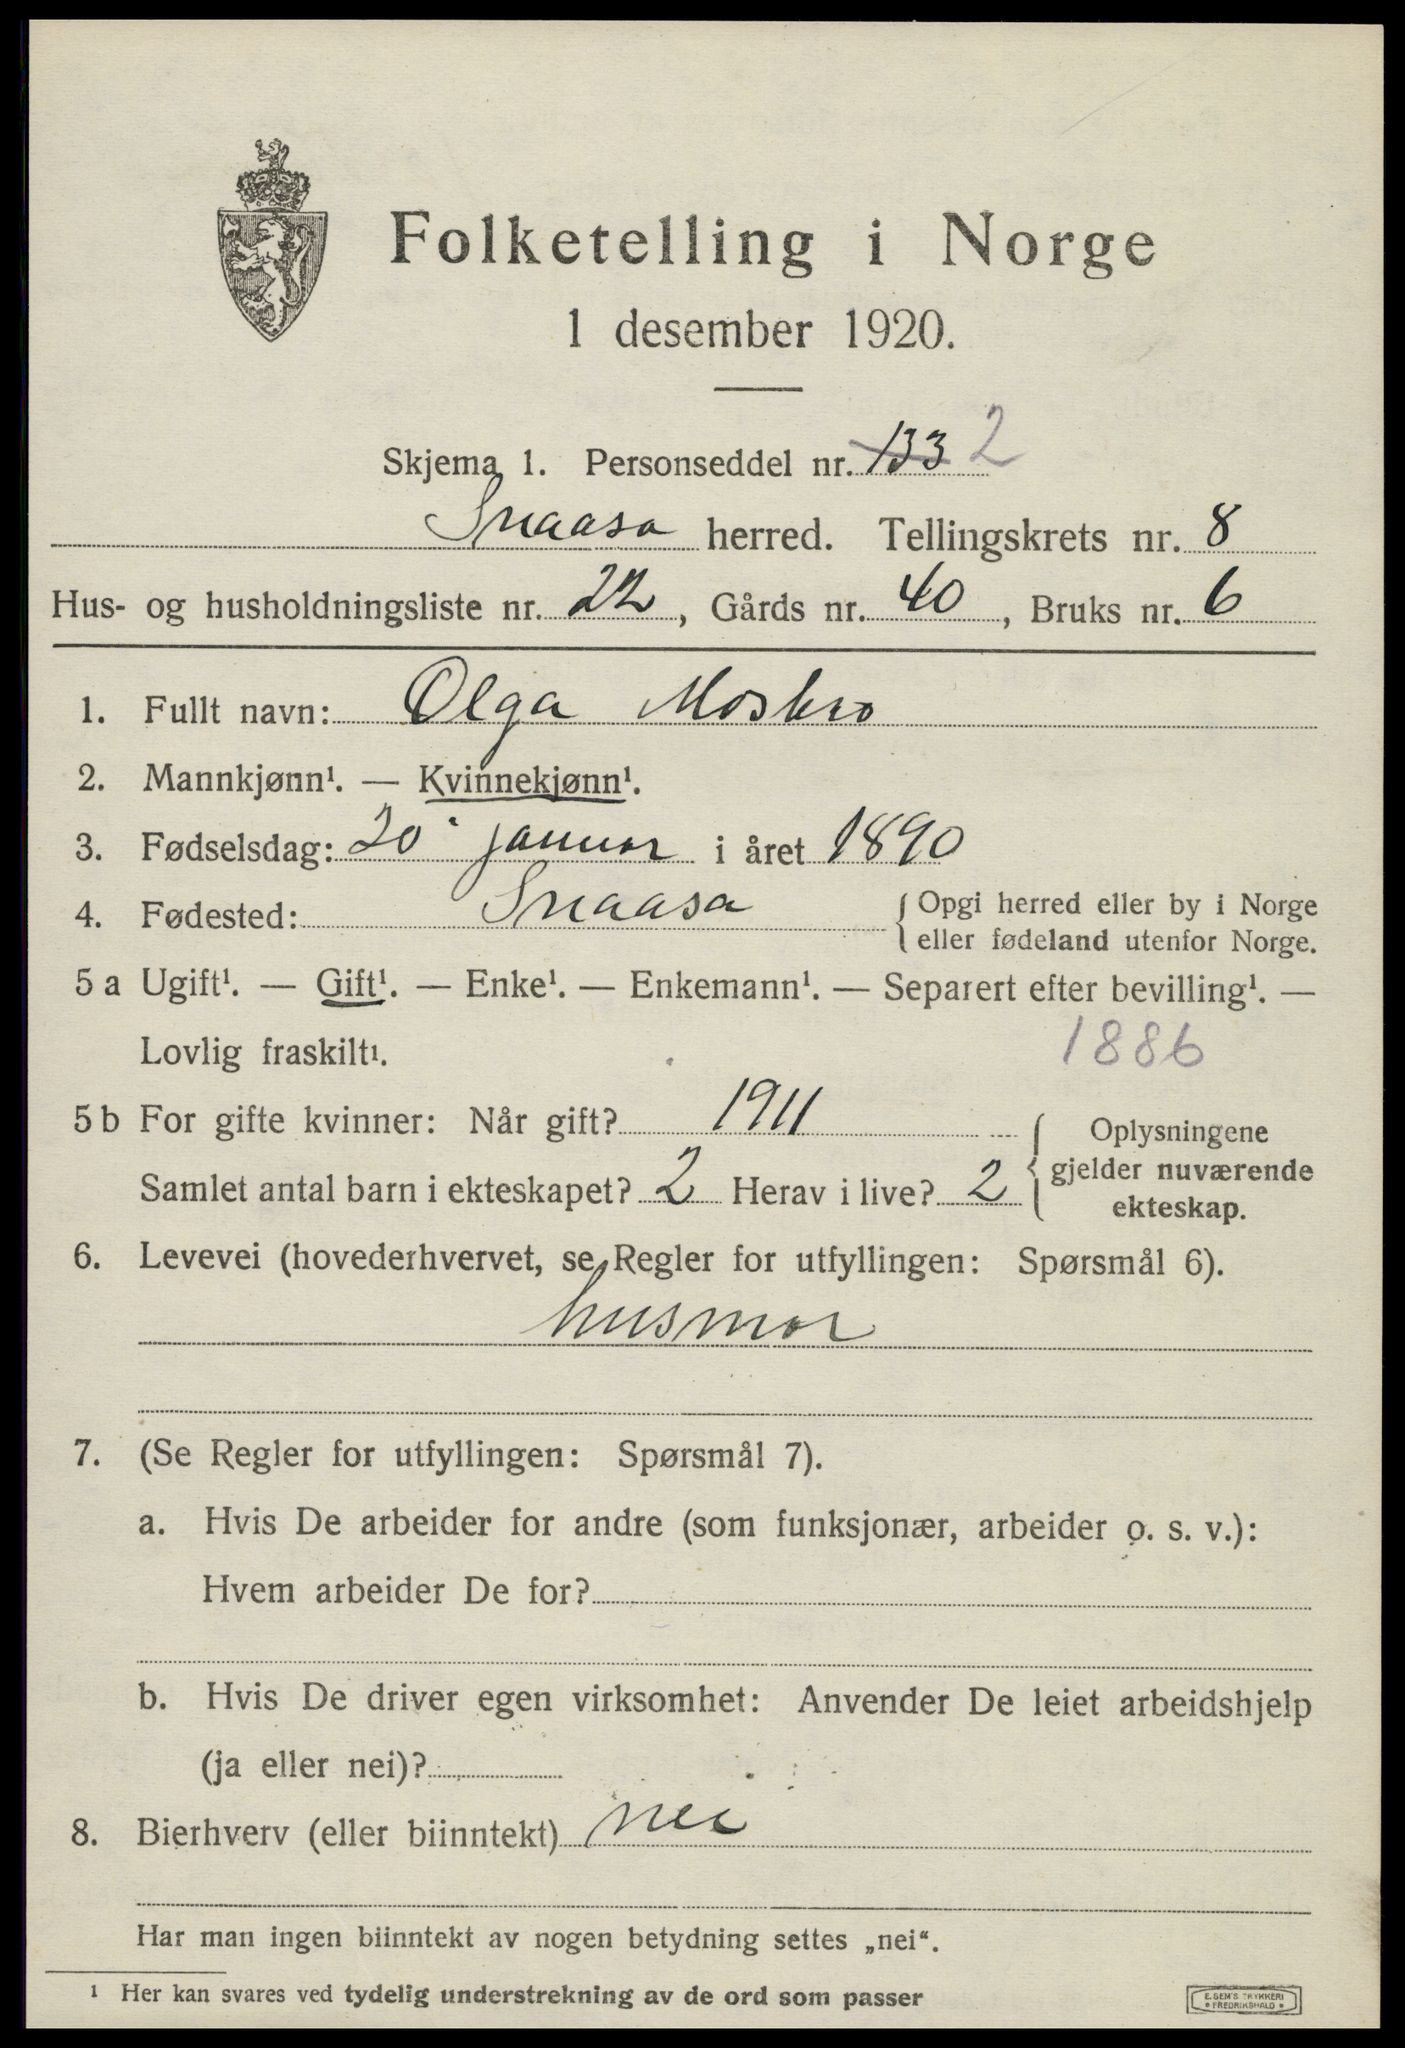 Folketelling i Norge
1 desember 1920.
Skjema 1. Personseddel nr. 133 2
Snaasa herred. Tellingskrets nr. 8
Hus- og husholdningsliste nr. 22, Gårds nr. 40, Bruks nr. 6
1. Fullt navn: Olga Mosbro
2. Mannkjønn¹. — Kvinnekjønn¹.
3. Fødselsdag: 20 januar i året 1890
4. Fødested: Snaasa { Opgi herred eller by i Norge
eller fødeland utenfor Norge.
5 a Ugift¹. — Gift¹. — Enke¹. — Enkemann¹. — Separert efter bevilling¹. —
Lovlig fraskilt¹. 1886
5 b For gifte kvinner: Når gift? 1911
Samlet antal barn i ekteskapet? 2 Herav i live? 2
{ Oplysningene
gjelder nuværende
ekteskap.
6. Levevei (hovederhvervet, se Regler for utfyllingen: Spørsmål 6).
husmor
7. (Se Regler for utfyllingen: Spørsmål 7).
a. Hvis De arbeider for andre (som funksjonær, arbeider o. s. v.):
Hvem arbeider De for?
b. Hvis De driver egen virksomhet: Anvender De leiet arbeidshjelp
(ja eller nei)?
8. Bierhverv (eller biinntekt) nei
Har man ingen biinntekt av nogen betydning settes „nei“.
¹ Her kan svares ved tydelig understrekning av de ord som passer
E. SEM'S TRYKKERI
• FREDRIKSHALD •